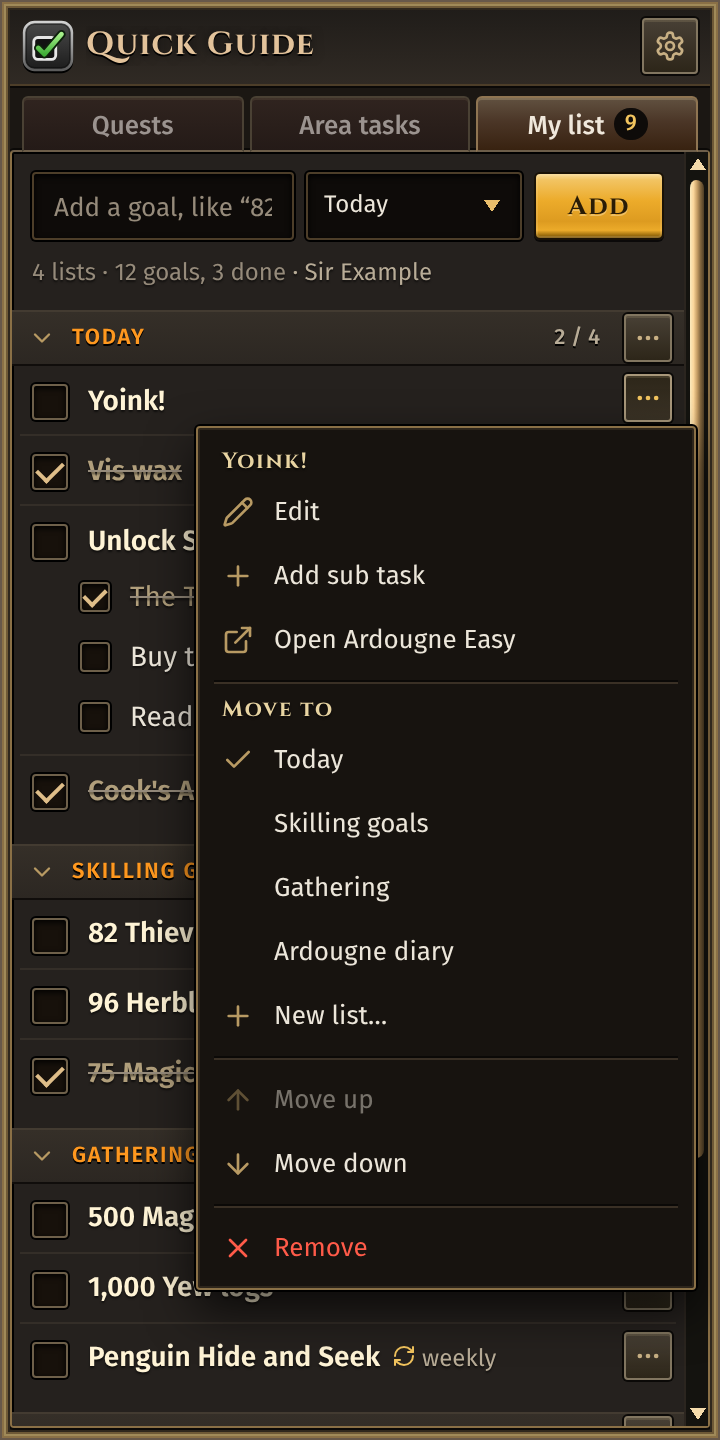 Quick Guide
Quests
Area tasks
My list 9
Add a goal, like “82
Today
Add
4 lists · 12 goals, 3 done · Sir Example
TODAY 2 / 4
Yoink!
Vis wax
Unlock
The
Buy
Read
Cook's
SKILLING
82
96
75 Magic
GATHERING
500
1,000 Yew logs
Penguin Hide and Seek weekly
Yoink!
Edit
Add sub task
Open Ardougne Easy
Move to
Today
Skilling goals
Gathering
Ardougne diary
New list...
Move up
Move down
Remove